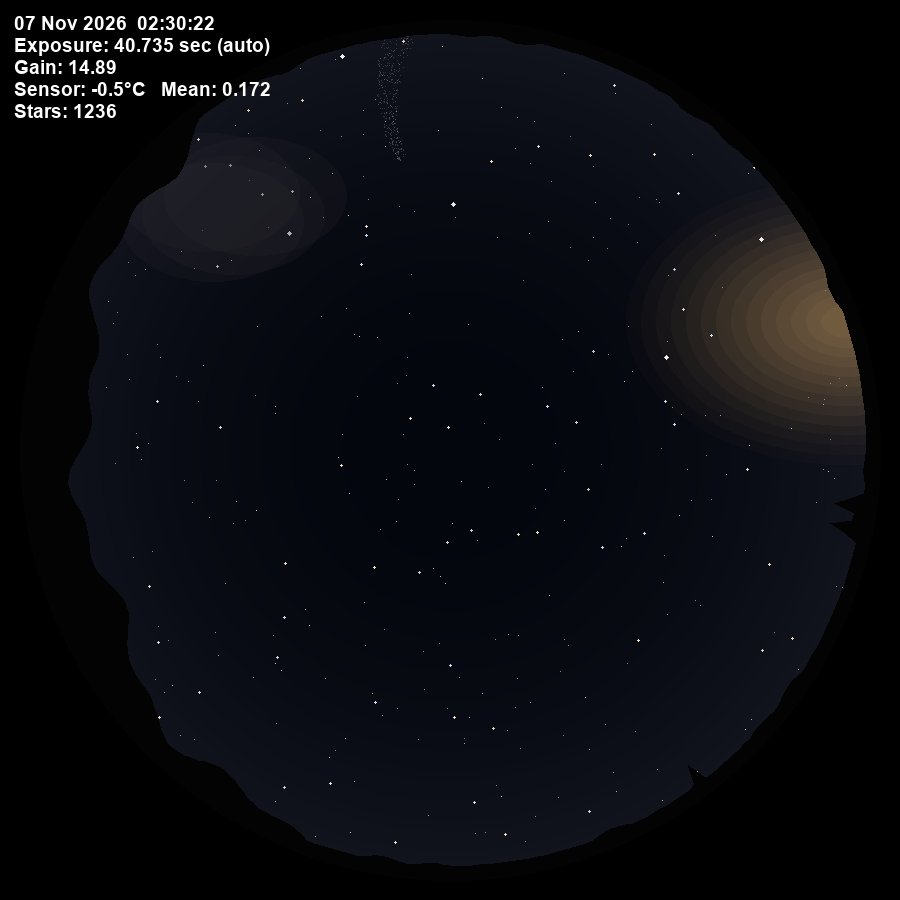 07 Nov 2026 02:30:22
Exposure: 40.735 sec (auto)
Gain: 14.89
Sensor: -0.5°C Mean: 0.172
Stars: 1236